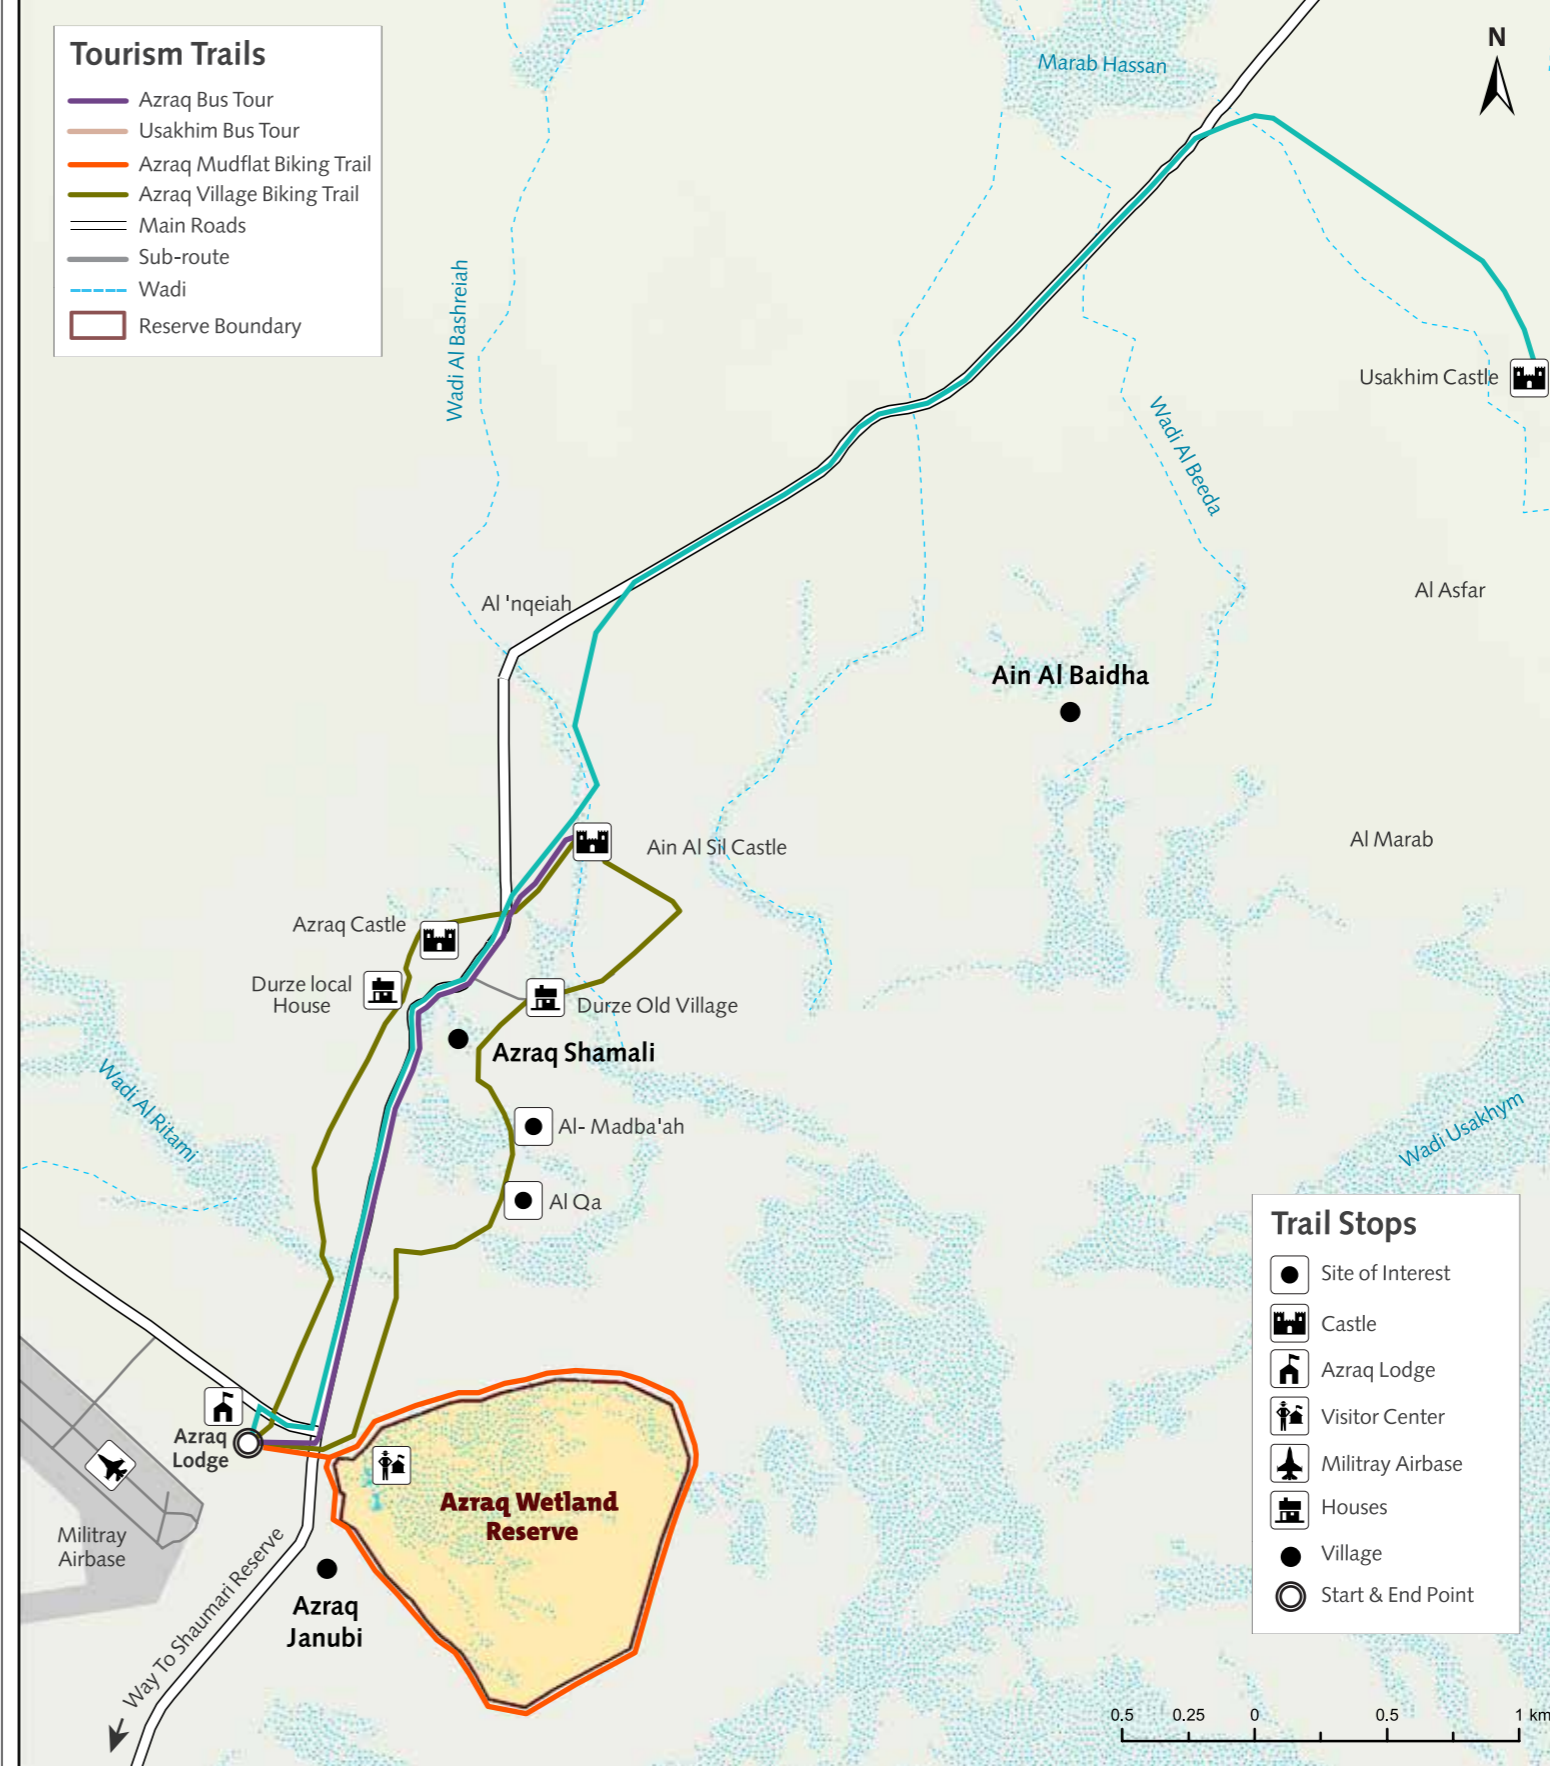 Tourism Trails
Azraq Bus Tour
Usakhim Bus Tour
Azraq Mudflat Biking Trail
Azraq Village Biking Trail
Main Roads
Sub-route
Wadi
Reserve Boundary
N
Marab Hassan
Wadi Al Bashreiah
Usakhim Castle
Wadi Al Beeda
Al 'nqeiah
Al Asfar
Ain Al Baidha
Ain Al Sil Castle
Al Marab
Azraq Castle
Durze local
House
Durze Old Village
Azraq Shamali
Wadi Al Ritami
Al- Madba'ah
Wadi Usakhym
Al Qa
Azraq
Lodge
Militray
Airbase
Azraq Wetland
Reserve
Way To Shaumari Reserve
Azraq
Janubi
Trail Stops
Site of Interest
Castle
Azraq Lodge
Visitor Center
Militray Airbase
Houses
Village
Start & End Point
0.5 0.25 0 0.5 1 km